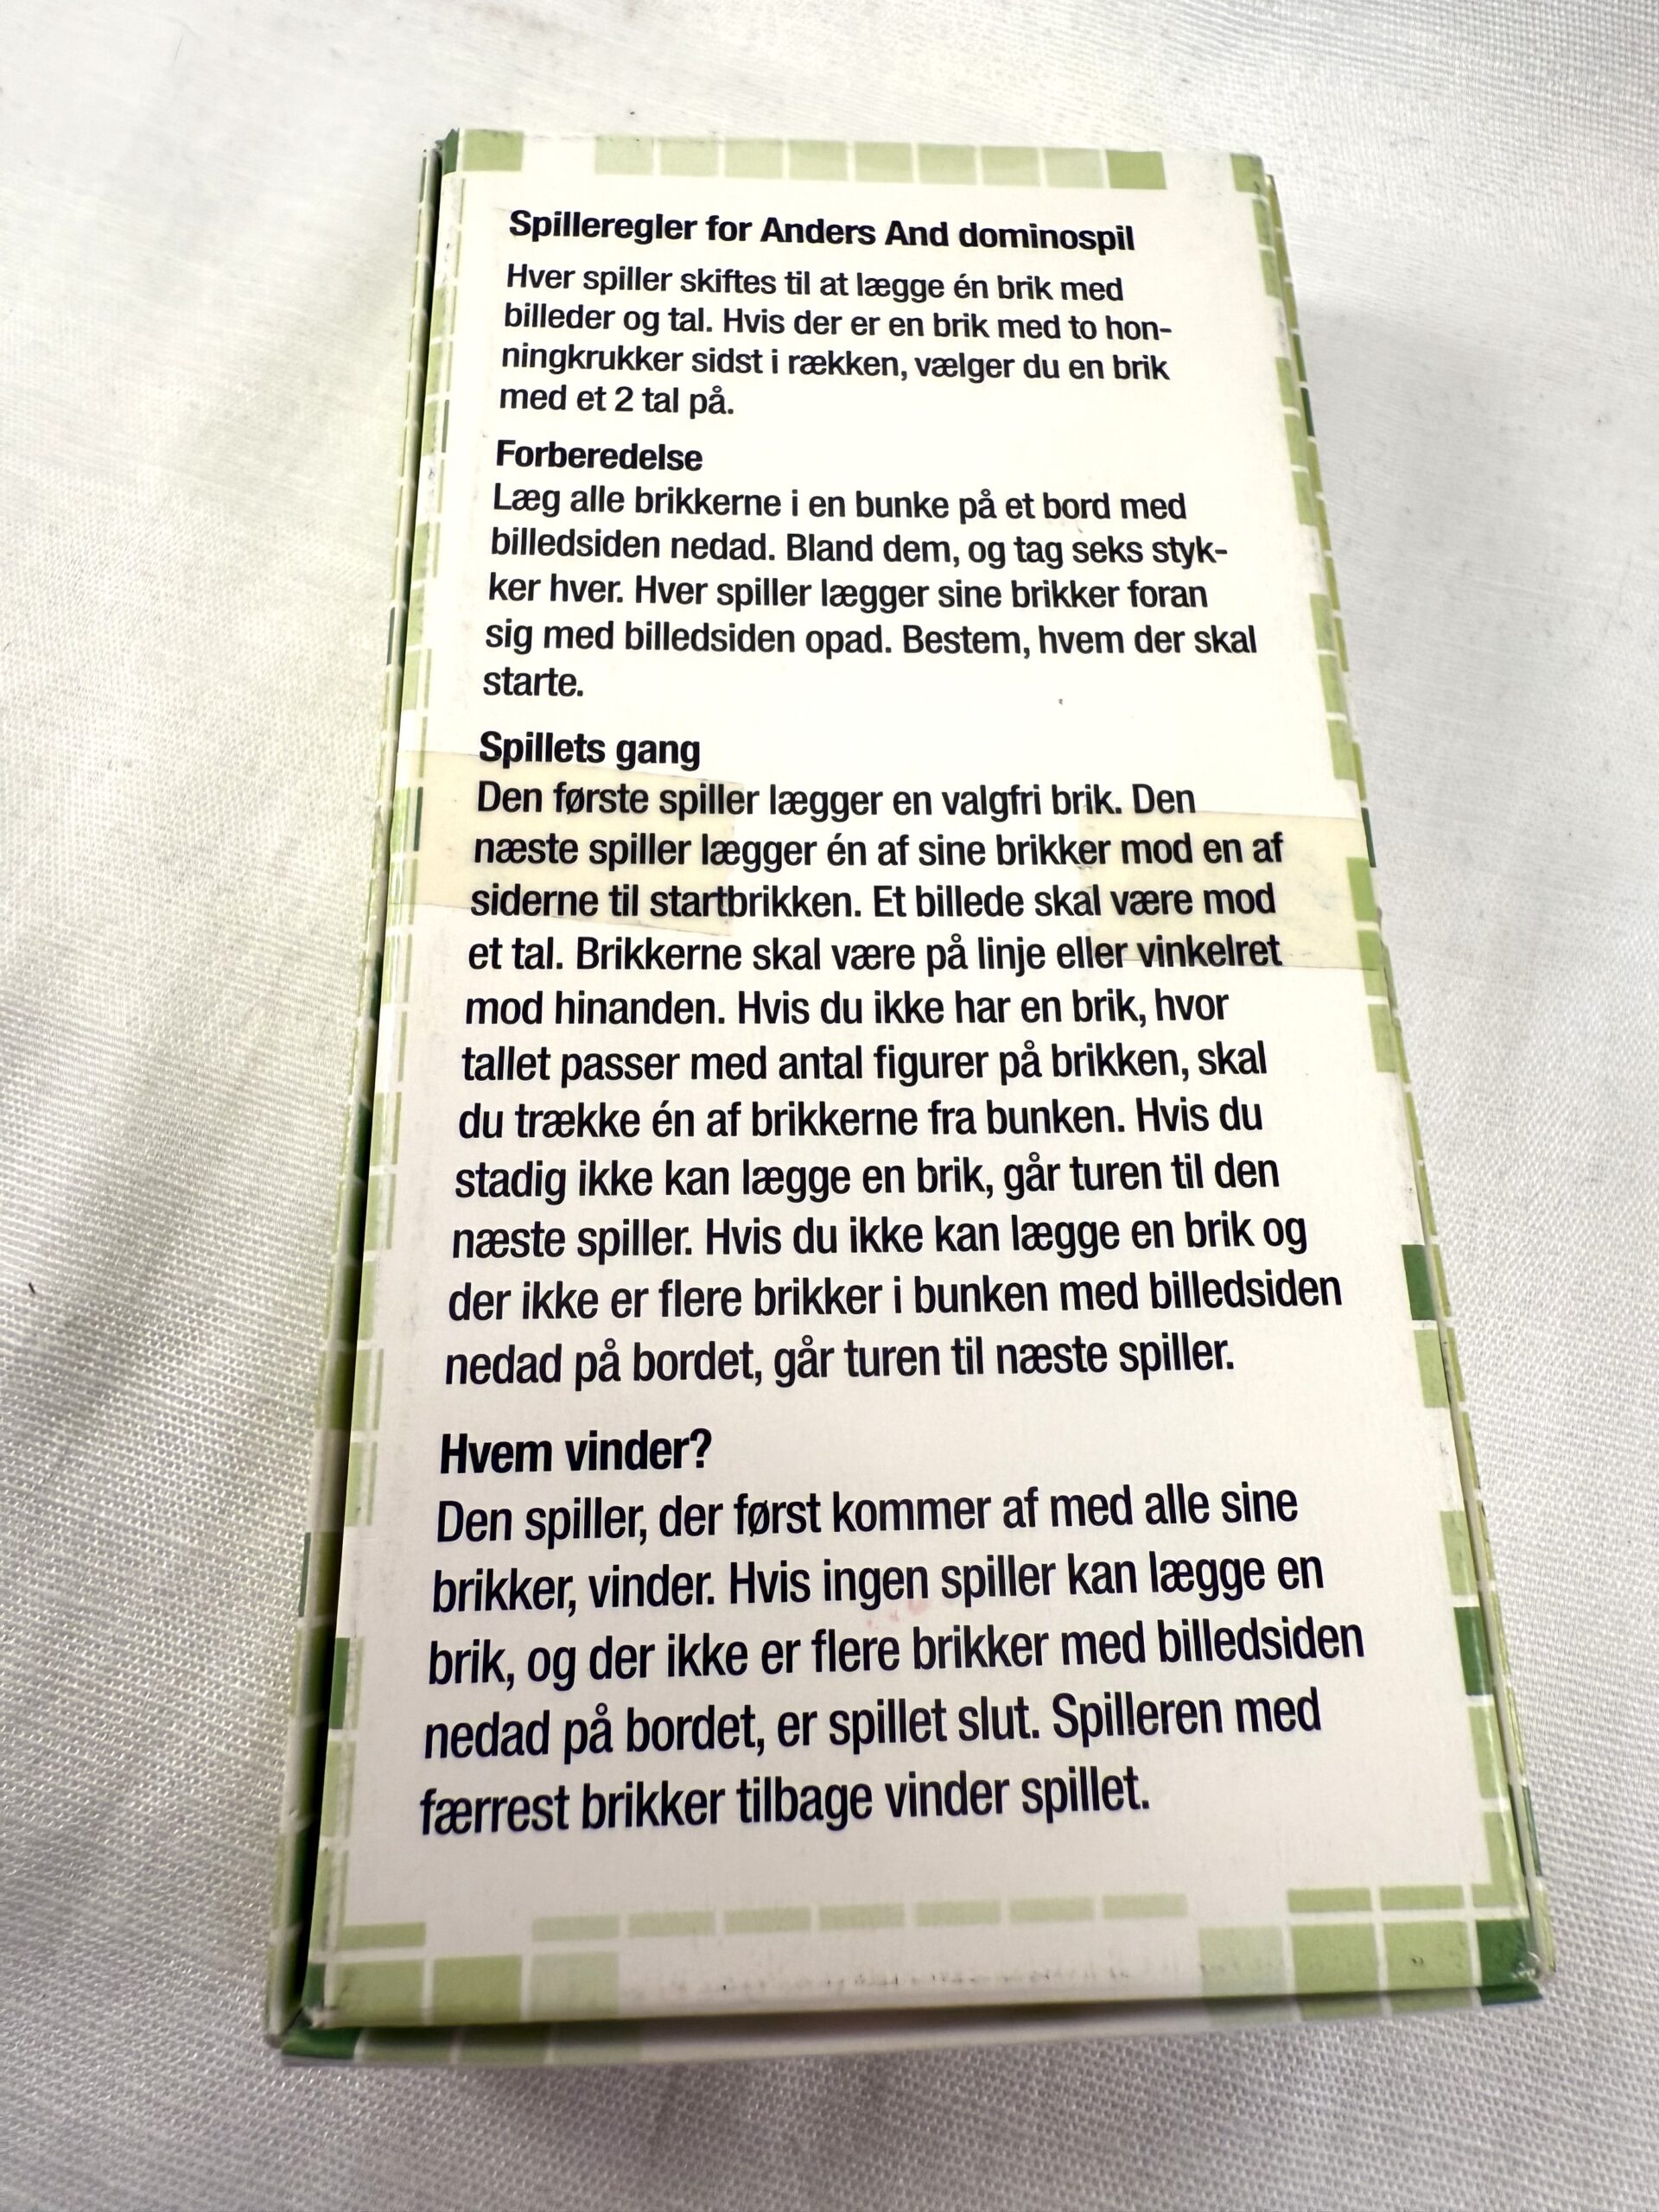 Spilleregler for Anders And dominospil
Hver spiller skiftes til at lægge én brik med
billeder og tal. Hvis der er en brik med to hon-
ningkrukker sidst i rækken, vælger du en brik
med et 2 tal på.
Forberedelse
Læg alle brikkerne i en bunke på et bord med
billedsiden nedad. Bland dem, og tag seks styk-
ker hver. Hver spiller lægger sine brikker foran
sig med billedsiden opad. Bestem, hvem der skal
starte.
Spillets gang
Den første spiller lægger en valgfri brik. Den
næste spiller lægger én af sine brikker mod en af
siderne til startbrikken. Et billede skal være mod
et tal. Brikkerne skal være på linje eller vinkelret
mod hinanden. Hvis du ikke har en brik, hvor
tallet passer med antal figurer på brikken, skal
du trække én af brikkerne fra bunken. Hvis du
stadig ikke kan lægge en brik, går turen til den
næste spiller. Hvis du ikke kan lægge en brik og
der ikke er flere brikker i bunken med billedsiden
nedad på bordet, går turen til næste spiller.
Hvem vinder?
Den spiller, der først kommer af med alle sine
brikker, vinder. Hvis ingen spiller kan lægge en
brik, og der ikke er flere brikker med billedsiden
nedad på bordet, er spillet slut. Spilleren med
færrest brikker tilbage vinder spillet.